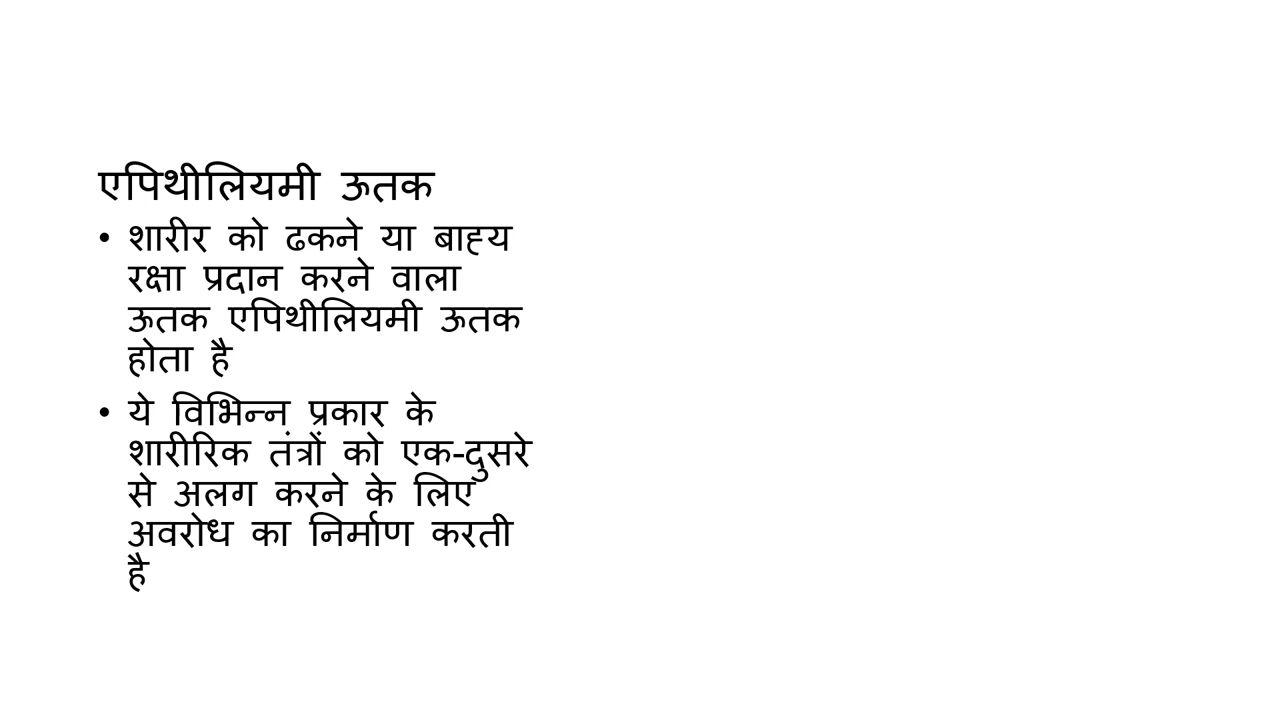 एपिथीलियमी ऊतक
• शारीर को ढकने या बाह्य
रक्षा प्रदान करने वाला
ऊतक एपिथीलियमी ऊतक
होता है
• ये विभिन्न प्रकार के
शारीरिक तंत्रों को एक-दुसरे
से अलग करने के लिए
अवरोध का निर्माण करती
है